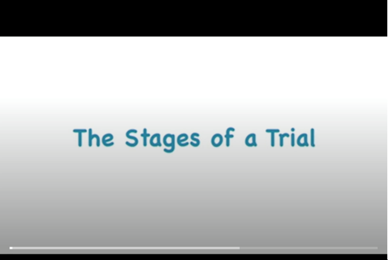 The Stages of a Trial